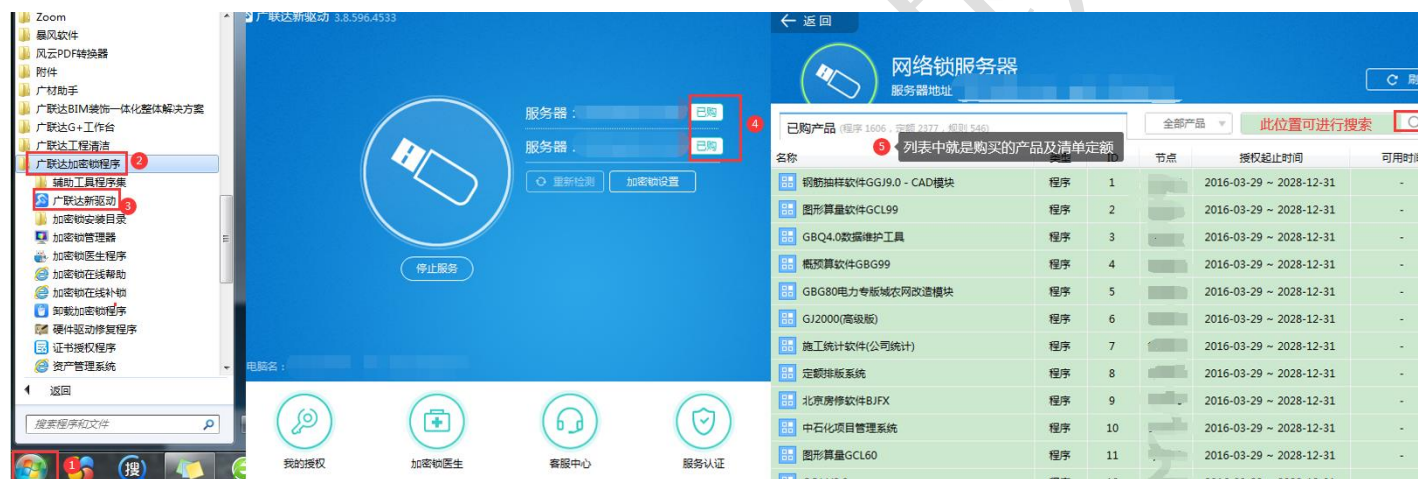 Zoom
暴风软件
风云PDF转换器
附件
广材助手
广联达BIM装饰一体化整体解决方案
广联达G+工作台
广联达工程清洁
广联达加密锁程序
2
辅助工具程序集
广联达新驱动
3
加密锁安装目录
加密锁管理器
加密锁医生程序
加密锁在线帮助
加密锁在线补锁
卸载加密锁程序
硬件驱动修复程序
证书授权程序
资产管理系统
返回
搜索程序和文件
1
搜
广联达新驱动 3.8.596.4533
服务器：
已购
4
服务器：
已购
重新检测
加密锁设置
停止服务
电脑名：
我的授权
加密锁医生
客服中心
服务认证
返回
网络锁服务器
服务器地址
刷
已购产品 (程序 1606，定额 2377，规则 546)
全部产品
此位置可进行搜索
5
列表中就是购买的产品及清单定额
名称 类型 ID 节点 授权起止时间 可用时间
钢筋抽样软件GGJ9.0 - CAD模块 程序 1 2016-03-29 ~ 2028-12-31 -
图形算量软件GCL99 程序 2 2016-03-29 ~ 2028-12-31 -
GBQ4.0数据维护工具 程序 3 2016-03-29 ~ 2028-12-31 -
概预算软件GBG99 程序 4 2016-03-29 ~ 2028-12-31 -
GBG80电力专版城农网改造模块 程序 5 2016-03-29 ~ 2028-12-31 -
GJ2000(高级版) 程序 6 2016-03-29 ~ 2028-12-31 -
施工统计软件(公司统计) 程序 7 2016-03-29 ~ 2028-12-31 -
定额排版系统 程序 8 2016-03-29 ~ 2028-12-31 -
北京房修软件BJFX 程序 9 2016-03-29 ~ 2028-12-31 -
中石化项目管理系统 程序 10 2016-03-29 ~ 2028-12-31 -
图形算量GCL60 程序 11 2016-03-29 ~ 2028-12-31 -